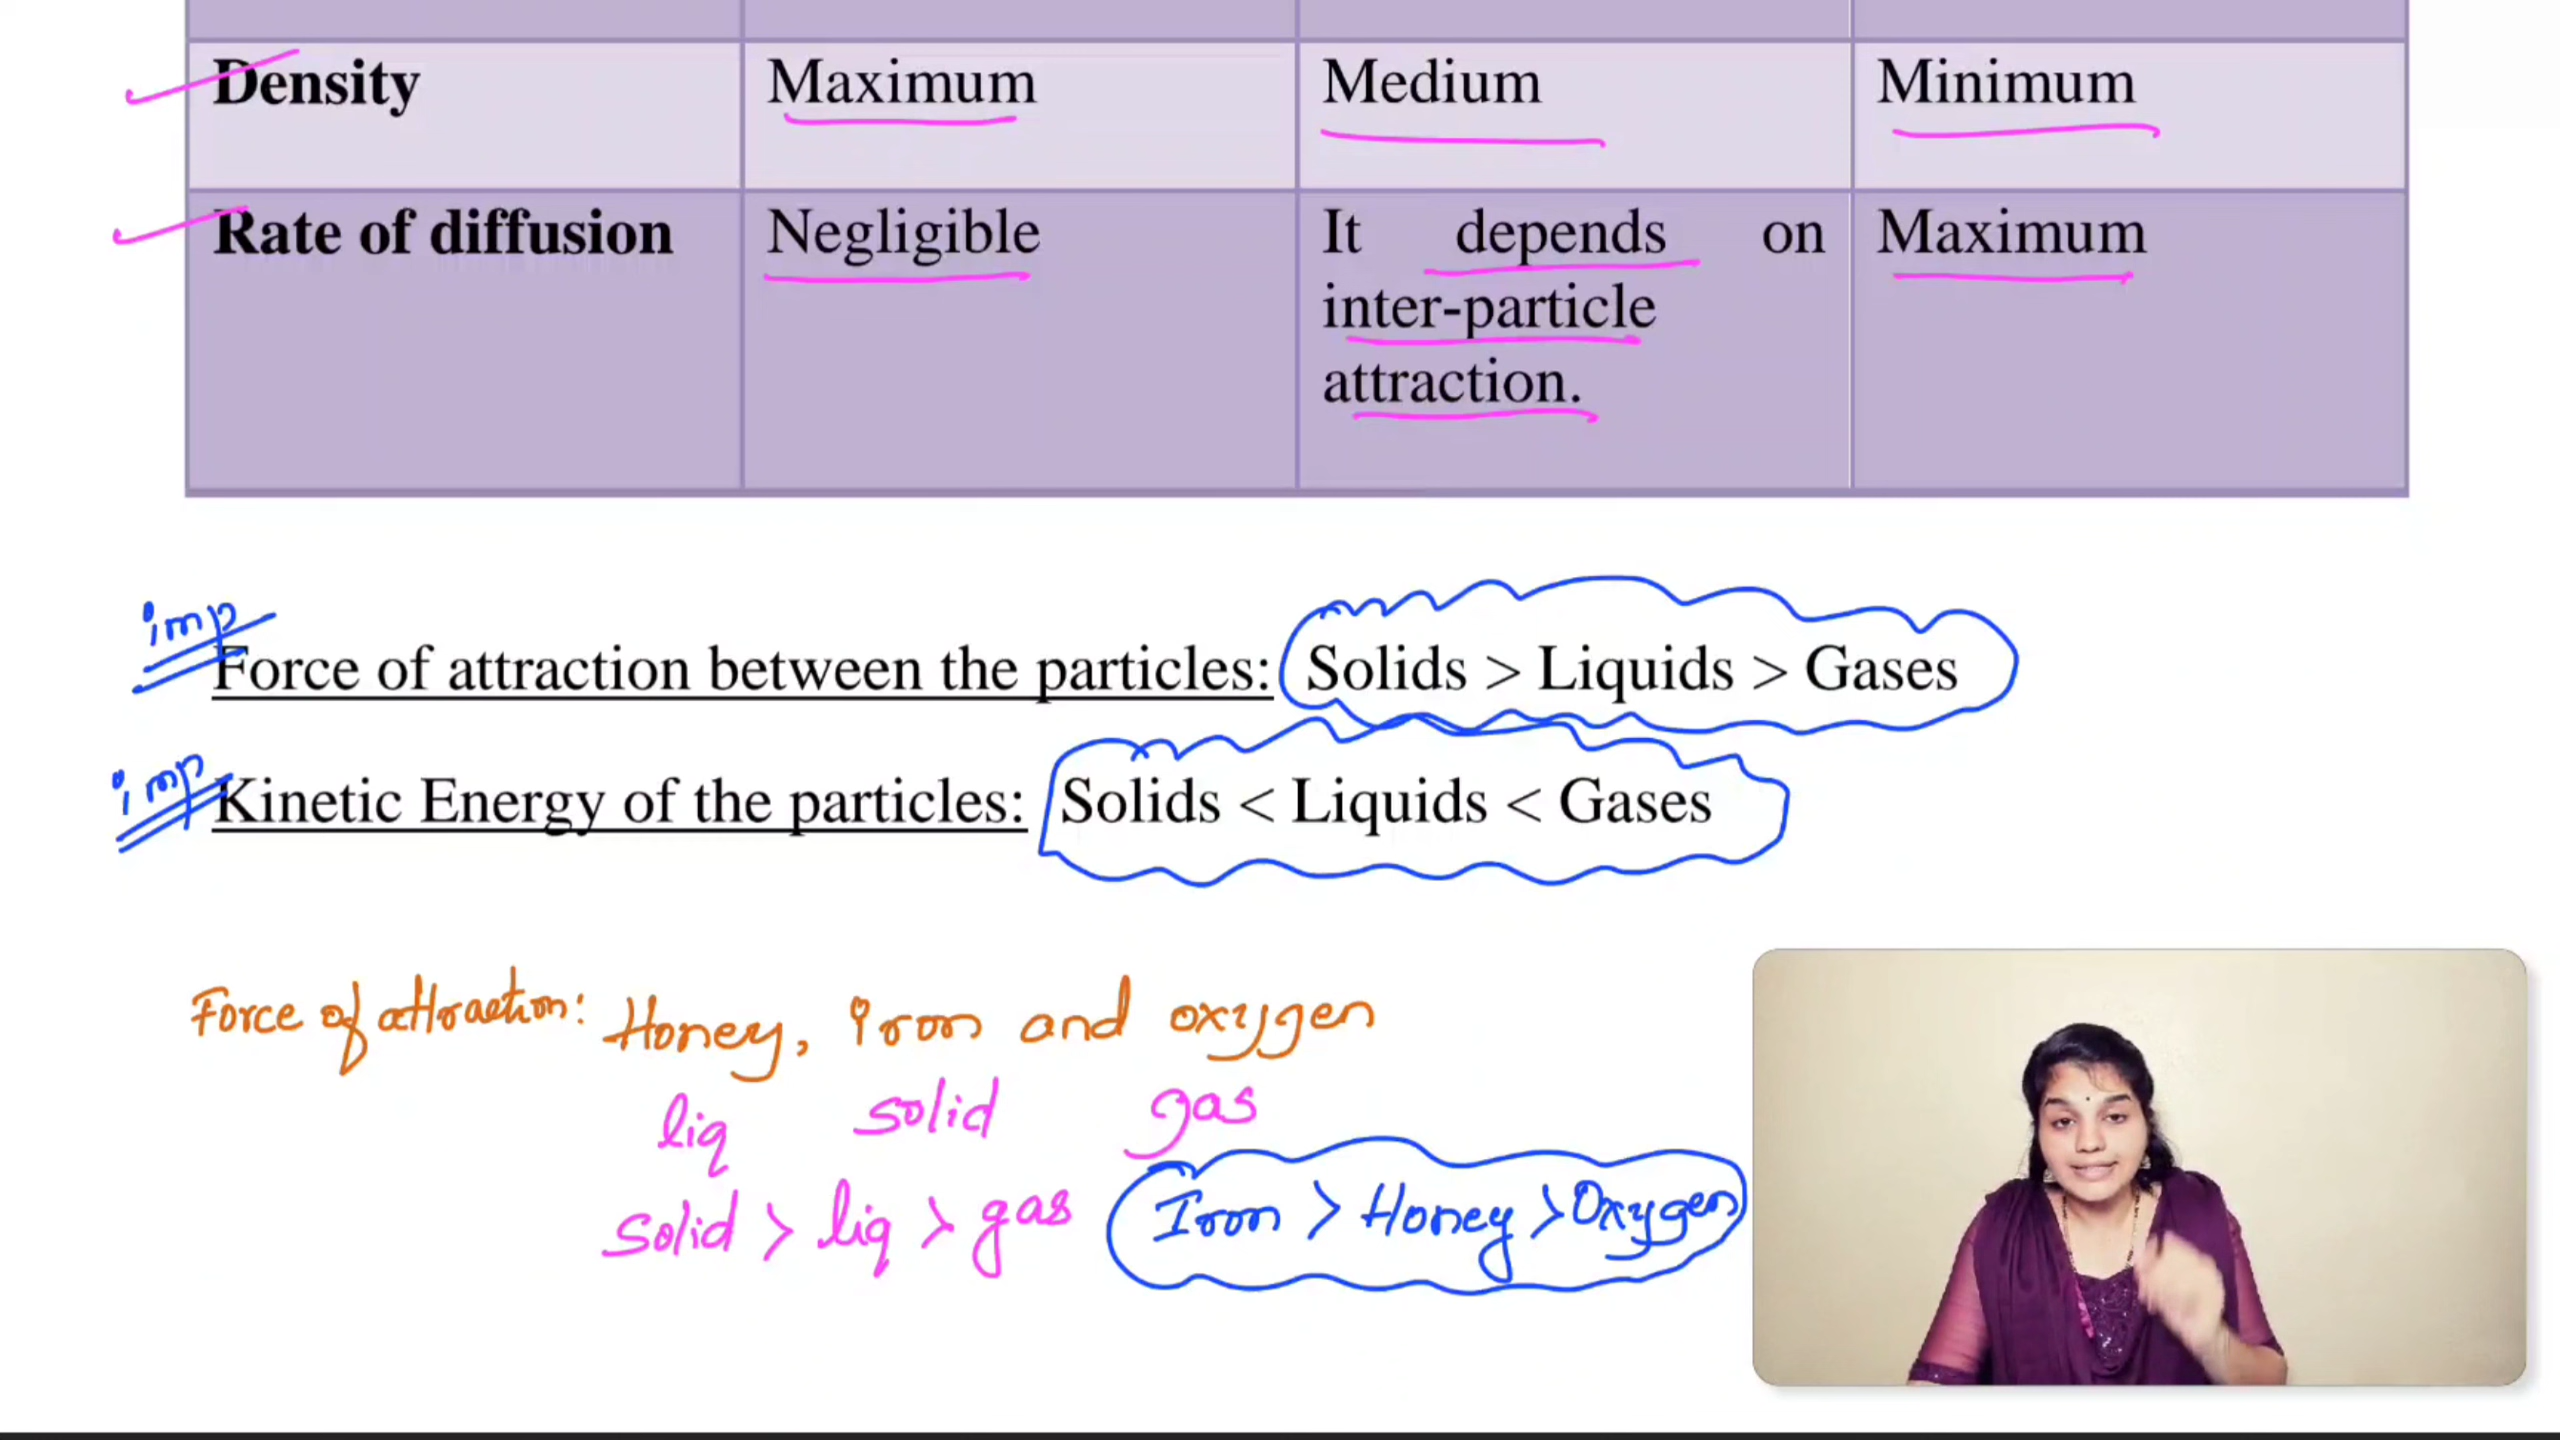 Density Maximum Medium Minimum
Rate of diffusion Negligible It depends on Maximum
inter-particle
attraction.
imp
Force of attraction between the particles: Solids > Liquids > Gases
imp
Kinetic Energy of the particles: Solids < Liquids < Gases
Force of attraction: Honey, iron and oxygen
liq solid gas
solid > liq > gas Iron > Honey > Oxygen